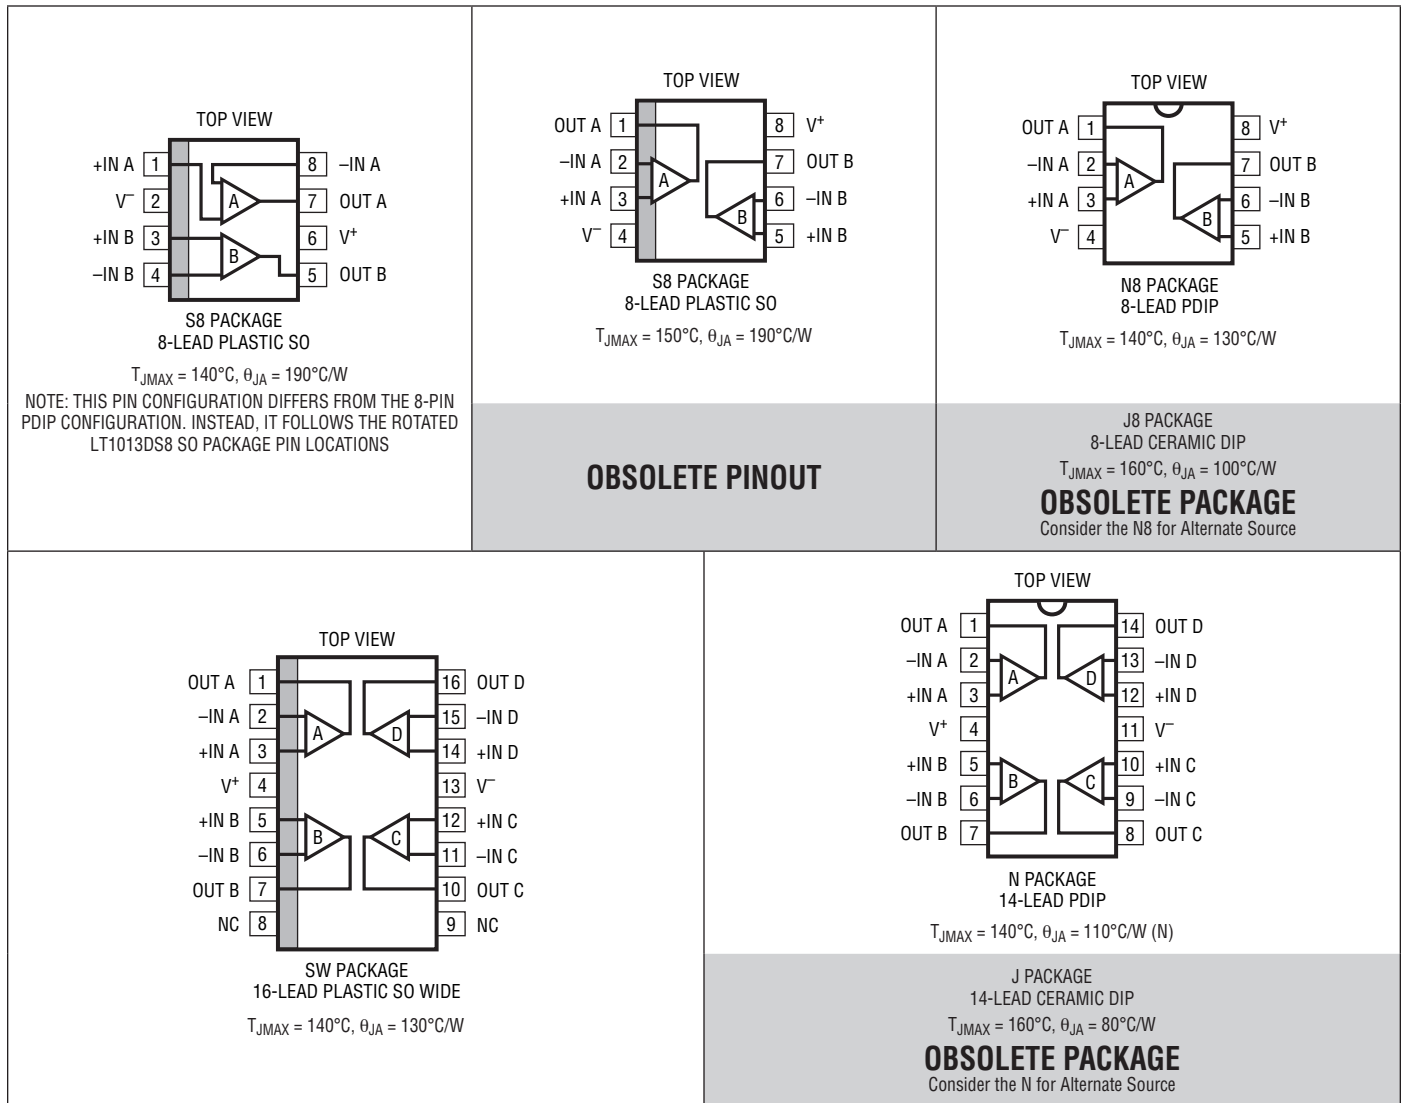 TOP VIEW
+IN A 1
V– 2
+IN B 3
–IN B 4
8 –IN A
7 OUT A
6 V+
5 OUT B
A
B
S8 PACKAGE
8-LEAD PLASTIC SO
TJMAX = 140°C, θJA = 190°C/W
NOTE: THIS PIN CONFIGURATION DIFFERS FROM THE 8-PIN
PDIP CONFIGURATION. INSTEAD, IT FOLLOWS THE ROTATED
LT1013DS8 SO PACKAGE PIN LOCATIONS
TOP VIEW
OUT A 1
–IN A 2
+IN A 3
V– 4
8 V+
7 OUT B
6 –IN B
5 +IN B
A
B
S8 PACKAGE
8-LEAD PLASTIC SO
TJMAX = 150°C, θJA = 190°C/W
OBSOLETE PINOUT
TOP VIEW
OUT A 1
–IN A 2
+IN A 3
V– 4
8 V+
7 OUT B
6 –IN B
5 +IN B
A
B
N8 PACKAGE
8-LEAD PDIP
TJMAX = 140°C, θJA = 130°C/W
J8 PACKAGE
8-LEAD CERAMIC DIP
TJMAX = 160°C, θJA = 100°C/W
OBSOLETE PACKAGE
Consider the N8 for Alternate Source
TOP VIEW
OUT A 1
–IN A 2
+IN A 3
V+ 4
+IN B 5
–IN B 6
OUT B 7
NC 8
16 OUT D
15 –IN D
14 +IN D
13 V–
12 +IN C
11 –IN C
10 OUT C
9 NC
A
D
B
C
SW PACKAGE
16-LEAD PLASTIC SO WIDE
TJMAX = 140°C, θJA = 130°C/W
TOP VIEW
OUT A 1
–IN A 2
+IN A 3
V+ 4
+IN B 5
–IN B 6
OUT B 7
14 OUT D
13 –IN D
12 +IN D
11 V–
10 +IN C
9 –IN C
8 OUT C
A
D
B
C
N PACKAGE
14-LEAD PDIP
TJMAX = 140°C, θJA = 110°C/W (N)
J PACKAGE
14-LEAD CERAMIC DIP
TJMAX = 160°C, θJA = 80°C/W
OBSOLETE PACKAGE
Consider the N for Alternate Source